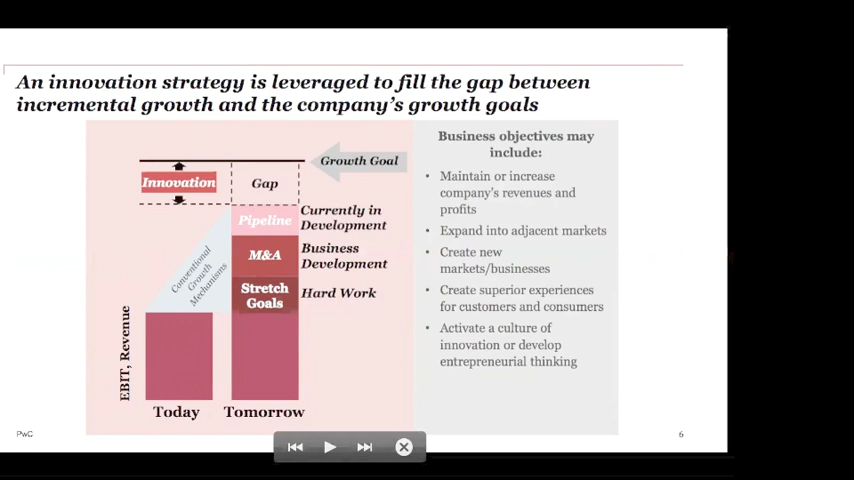 An innovation strategy is leveraged to fill the gap between
incremental growth and the company's growth goals
Growth Goal
Innovation
Gap
Pipeline
Currently in
Development
M&A
Business
Development
Stretch
Goals
Hard Work
Conventional
Growth
Mechanisms
EBIT, Revenue
Today
Tomorrow
Business objectives may
include:
• Maintain or increase
company's revenues and
profits
• Expand into adjacent markets
• Create new
markets/businesses
• Create superior experiences
for customers and consumers
• Activate a culture of
innovation or develop
entrepreneurial thinking
PwC
6